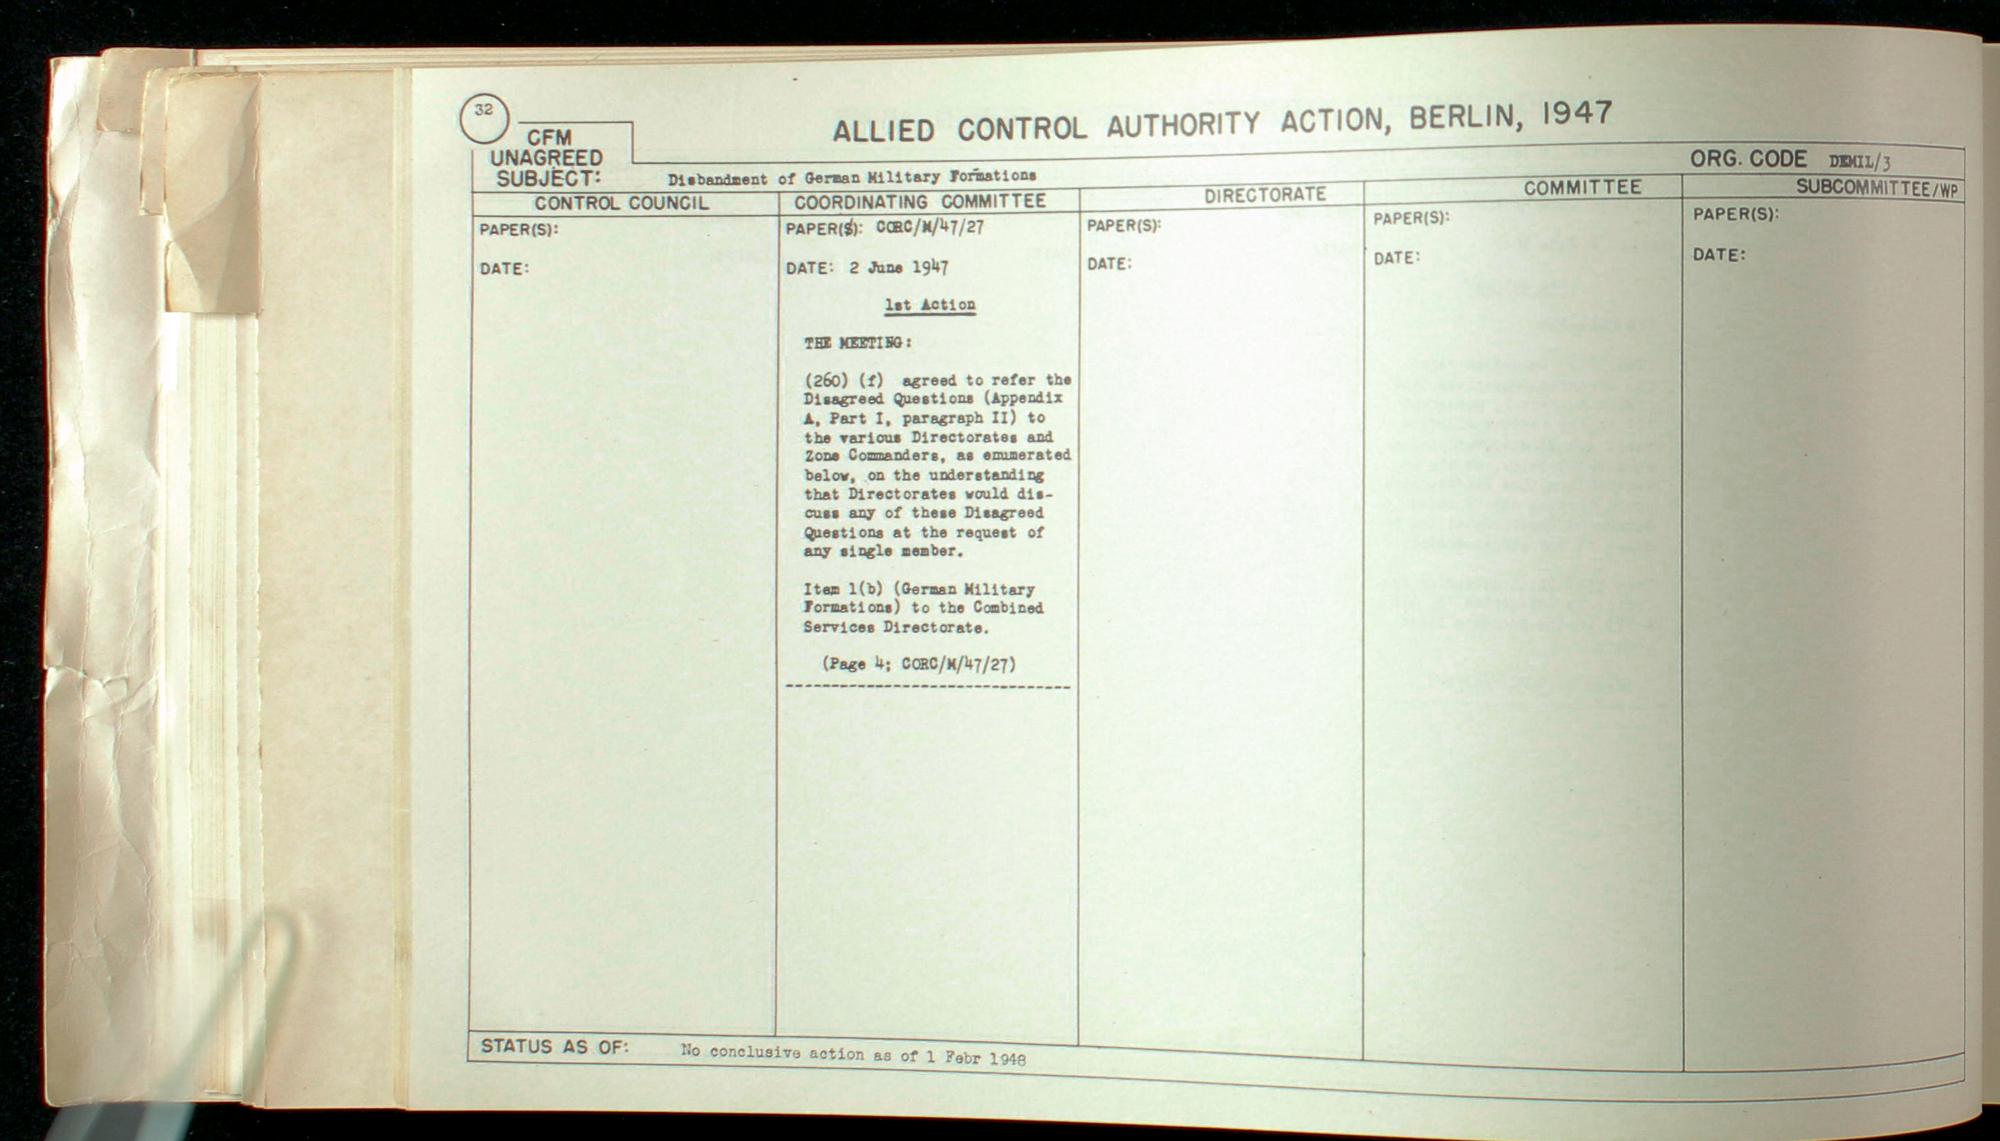 32
ALLIED CONTROL AUTHORITY ACTION, BERLIN, 1947
CFM
UNAGREED
SUBJECT: Disbandment of German Military Formations
ORG. CODE DEMIL/3
CONTROL COUNCIL
PAPER(S):
DATE:
COORDINATING COMMITTEE
PAPER(S): CORC/M/47/27
DATE: 2 June 1947
1st Action
THE MEETING:
(260) (f) agreed to refer the
Disagreed Questions (Appendix
A, Part I, paragraph II) to
the various Directorates and
Zone Commanders, as enumerated
below, on the understanding
that Directorates would dis-
cuss any of these Disagreed
Questions at the request of
any single member.
Item 1(b) (German Military
Formations) to the Combined
Services Directorate.
(Page 4; CORC/M/47/27)
DIRECTORATE
PAPER(S):
DATE:
COMMITTEE
PAPER(S):
DATE:
SUBCOMMITTEE/WP
PAPER(S):
DATE:
STATUS AS OF: No conclusive action as of 1 Febr 1948